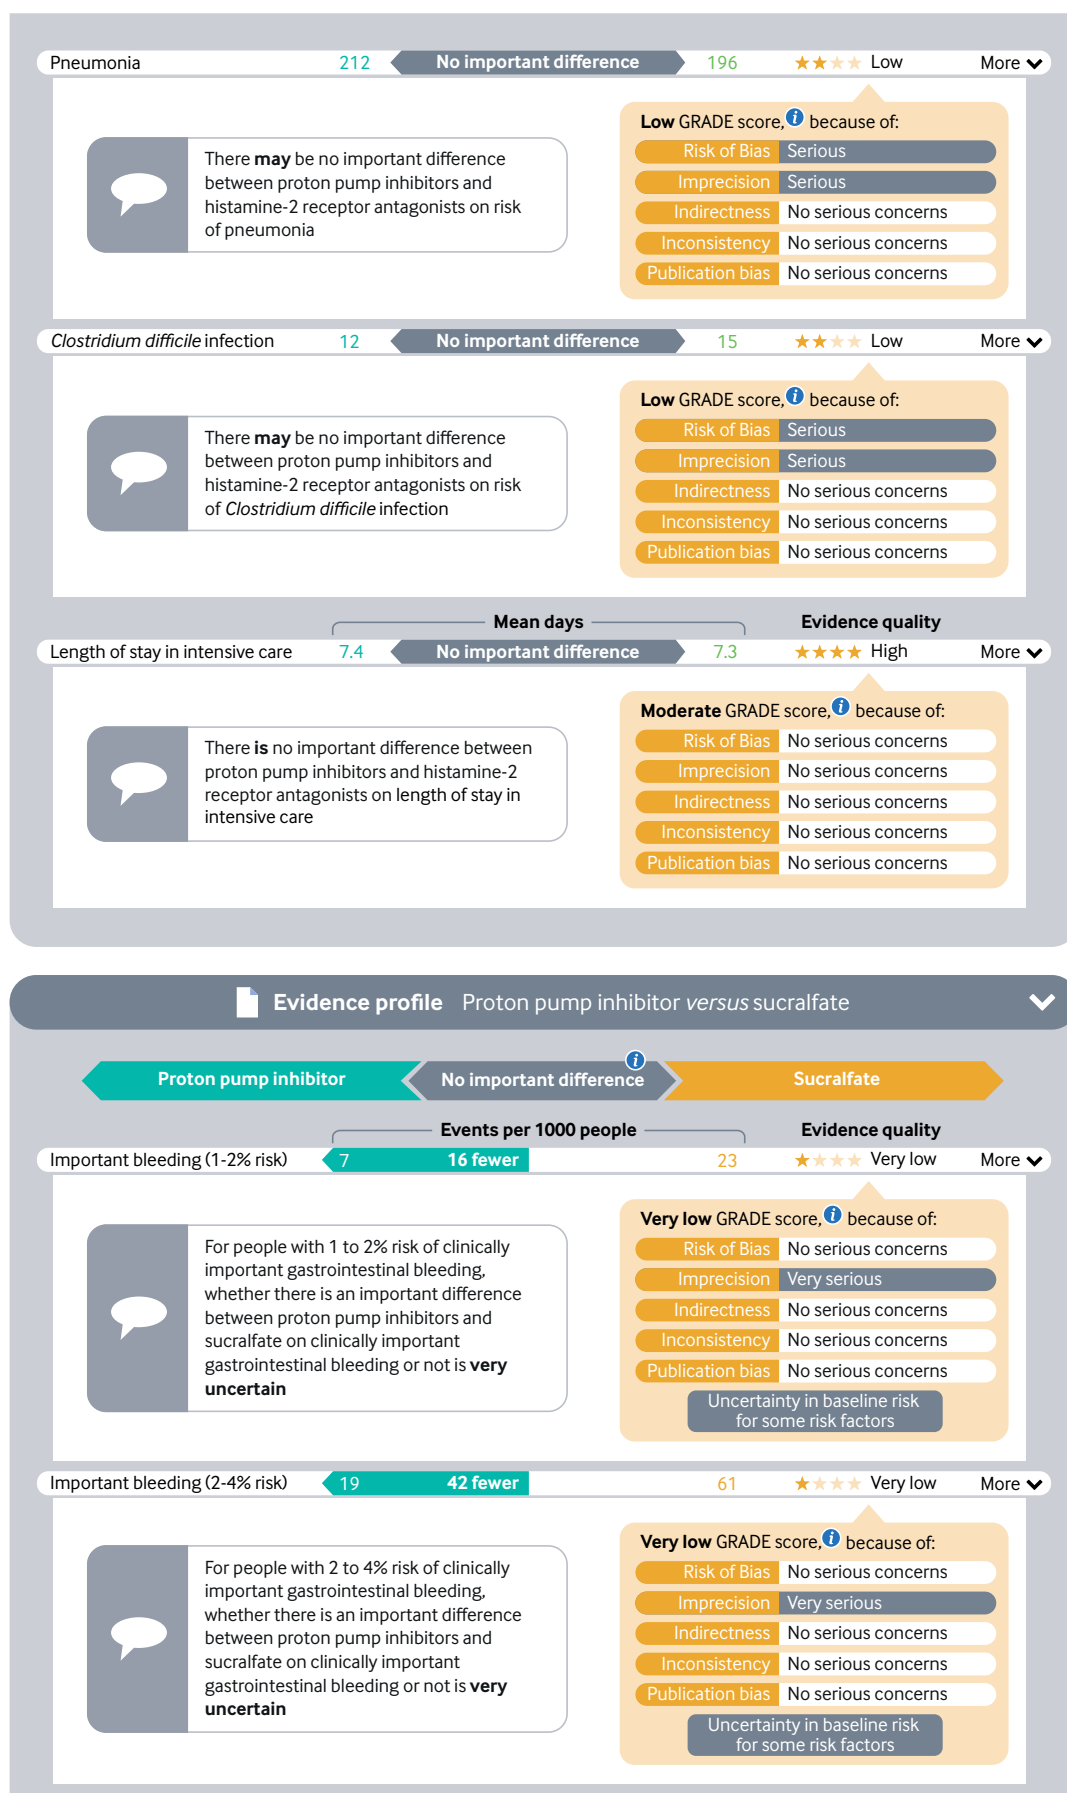 Pneumonia 212 No important difference 196 Low More
There may be no important difference
between proton pump inhibitors and
histamine-2 receptor antagonists on risk
of pneumonia
Low GRADE score, i because of:
Risk of Bias Serious
Imprecision Serious
Indirectness No serious concerns
Inconsistency No serious concerns
Publication bias No serious concerns
Clostridium difficile infection 12 No important difference 15 Low More
There may be no important difference
between proton pump inhibitors and
histamine-2 receptor antagonists on risk
of Clostridium difficile infection
Low GRADE score, i because of:
Risk of Bias Serious
Imprecision Serious
Indirectness No serious concerns
Inconsistency No serious concerns
Publication bias No serious concerns
Mean days Evidence quality
Length of stay in intensive care 7.4 No important difference 7.3 High More
There is no important difference between
proton pump inhibitors and histamine-2
receptor antagonists on length of stay in
intensive care
Moderate GRADE score, i because of:
Risk of Bias No serious concerns
Imprecision No serious concerns
Indirectness No serious concerns
Inconsistency No serious concerns
Publication bias No serious concerns
Evidence profile Proton pump inhibitor versus sucralfate
Proton pump inhibitor No important difference i Sucralfate
Events per 1000 people Evidence quality
Important bleeding (1-2% risk) 7 16 fewer 23 Very low More
For people with 1 to 2% risk of clinically
important gastrointestinal bleeding,
whether there is an important difference
between proton pump inhibitors and
sucralfate on clinically important
gastrointestinal bleeding or not is very
uncertain
Very low GRADE score, i because of:
Risk of Bias No serious concerns
Imprecision Very serious
Indirectness No serious concerns
Inconsistency No serious concerns
Publication bias No serious concerns
Uncertainty in baseline risk
for some risk factors
Important bleeding (2-4% risk) 19 42 fewer 61 Very low More
For people with 2 to 4% risk of clinically
important gastrointestinal bleeding,
whether there is an important difference
between proton pump inhibitors and
sucralfate on clinically important
gastrointestinal bleeding or not is very
uncertain
Very low GRADE score, i because of:
Risk of Bias No serious concerns
Imprecision Very serious
Indirectness No serious concerns
Inconsistency No serious concerns
Publication bias No serious concerns
Uncertainty in baseline risk
for some risk factors